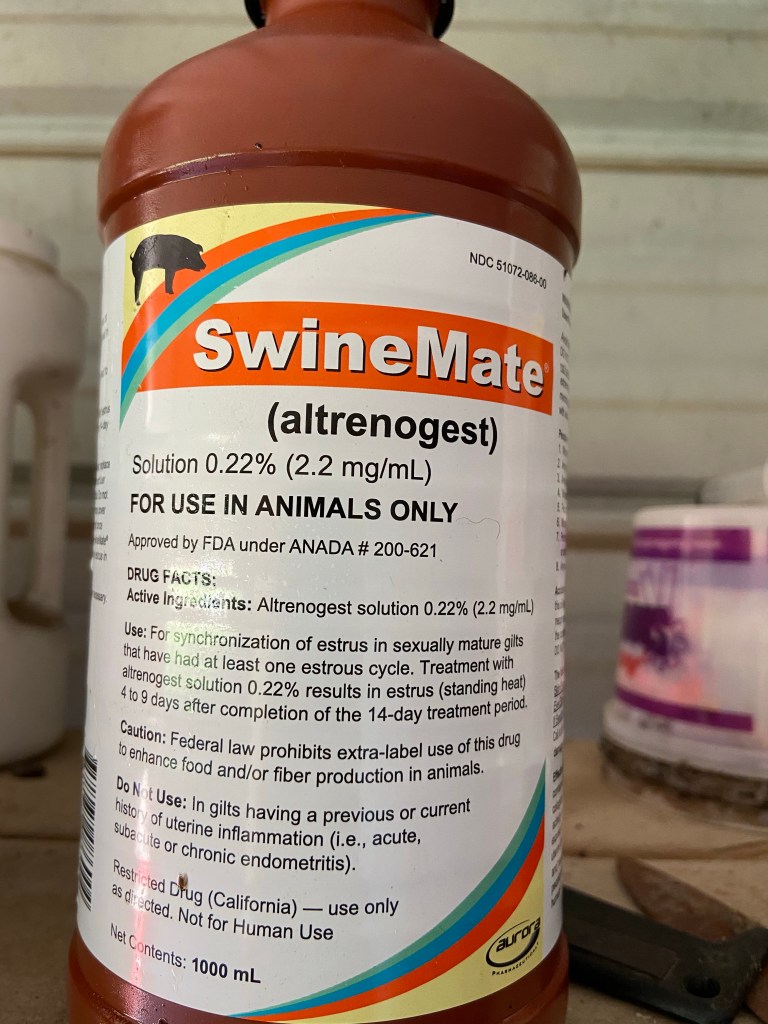 NDC 51072-086-00
SwineMate®
(altrenogest)
Solution 0.22% (2.2 mg/mL)
FOR USE IN ANIMALS ONLY
Approved by FDA under ANADA # 200-621
DRUG FACTS:
Active Ingredients: Altrenogest solution 0.22% (2.2 mg/mL)
Use: For synchronization of estrus in sexually mature gilts
that have had at least one estrous cycle. Treatment with
altrenogest solution 0.22% results in estrus (standing heat)
4 to 9 days after completion of the 14-day treatment period.
Caution: Federal law prohibits extra-label use of this drug
to enhance food and/or fiber production in animals.
Do Not Use: In gilts having a previous or current
history of uterine inflammation (i.e., acute,
subacute or chronic endometritis).
Restricted Drug (California) — use only
as directed. Not for Human Use
Net Contents: 1000 mL
aurora
PHARMACEUTICAL